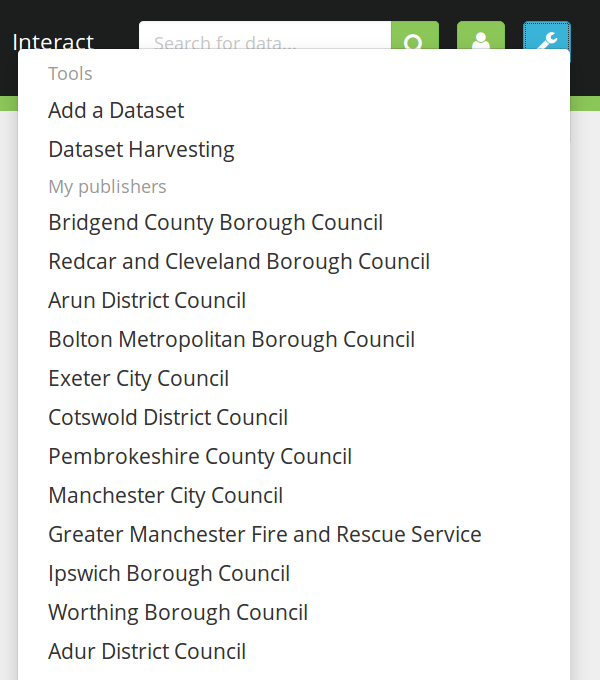 Interact
Search for data...
Tools
Add a Dataset
Dataset Harvesting
My publishers
Bridgend County Borough Council
Redcar and Cleveland Borough Council
Arun District Council
Bolton Metropolitan Borough Council
Exeter City Council
Cotswold District Council
Pembrokeshire County Council
Manchester City Council
Greater Manchester Fire and Rescue Service
Ipswich Borough Council
Worthing Borough Council
Adur District Council